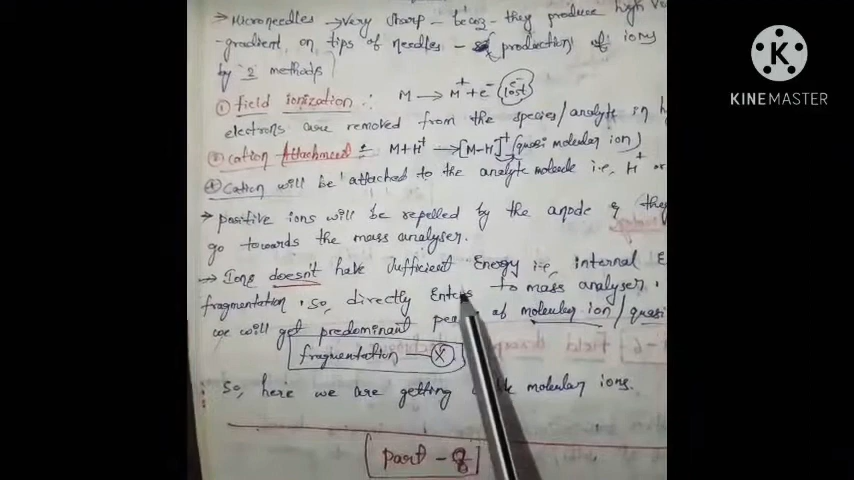 → Microneedles → very sharp - becoz - they produce high
-gradient on tips of needles - production of ions
by 2 methods
① field ionization :- M → M⁺ + e⁻ (lost)
electrons are removed from the species/analyte in
② cation Attachment :- M + H⁺ → [M-H]⁺ (quasi molecular ion)
cation will be attached to the analyte molecule i.e, H⁺ or
→ positive ions will be repelled by the anode & they
go towards the mass analyser.
→ Ions doesn't have sufficient Energy i.e, internal E
fragmentation . so, directly Enters to mass analyser .
we will get predominant of molecular ion / quasi
fragmentation - ⓧ
so, here we are getting molecular ions.
part - 8
K
KINEMASTER